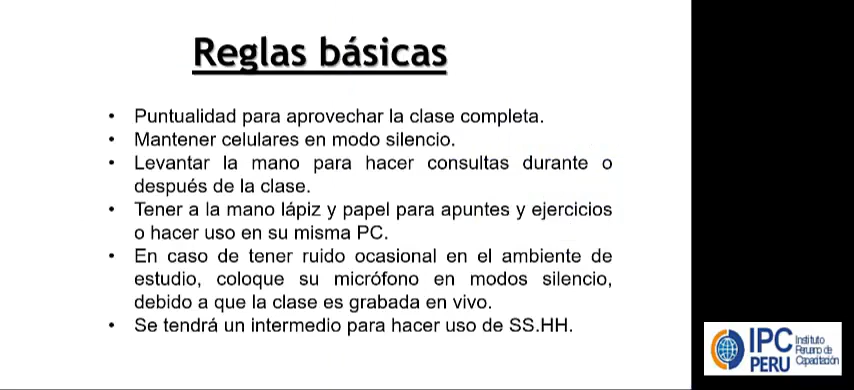 Reglas básicas
• Puntualidad para aprovechar la clase completa.
• Mantener celulares en modo silencio.
• Levantar la mano para hacer consultas durante o
después de la clase.
• Tener a la mano lápiz y papel para apuntes y ejercicios
o hacer uso en su misma PC.
• En caso de tener ruido ocasional en el ambiente de
estudio, coloque su micrófono en modos silencio,
debido a que la clase es grabada en vivo.
• Se tendrá un intermedio para hacer uso de SS.HH.
IPC
PERU
Instituto
Peruano de
Capacitación